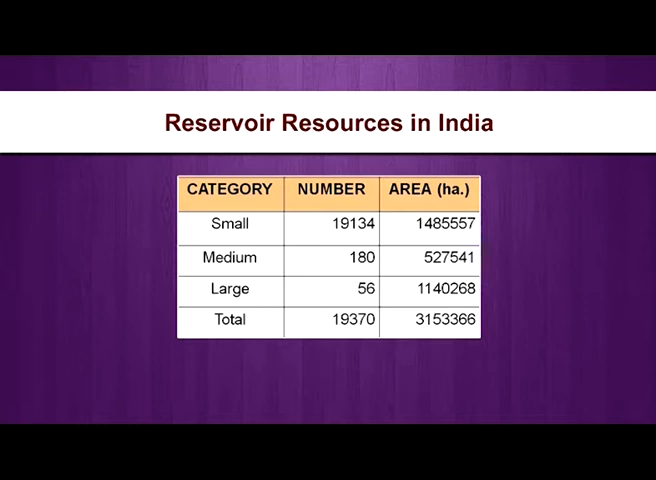 Reservoir Resources in India
CATEGORY NUMBER AREA (ha.)
Small 19134 1485557
Medium 180 527541
Large 56 1140268
Total 19370 3153366